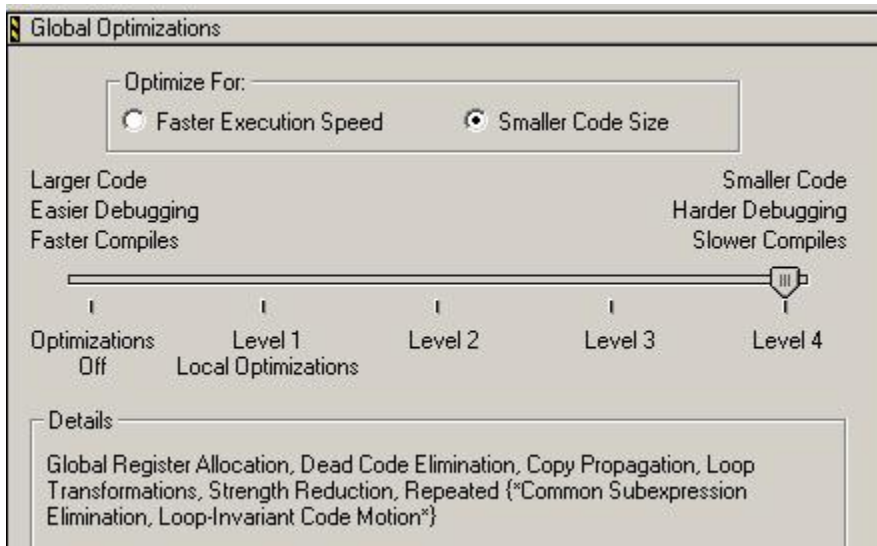 Global Optimizations
Optimize For:
Faster Execution Speed
Smaller Code Size
Larger Code
Easier Debugging
Faster Compiles
Smaller Code
Harder Debugging
Slower Compiles
Optimizations
Off
Level 1
Local Optimizations
Level 2
Level 3
Level 4
Details
Global Register Allocation, Dead Code Elimination, Copy Propagation, Loop
Transformations, Strength Reduction, Repeated {*Common Subexpression
Elimination, Loop-Invariant Code Motion*}